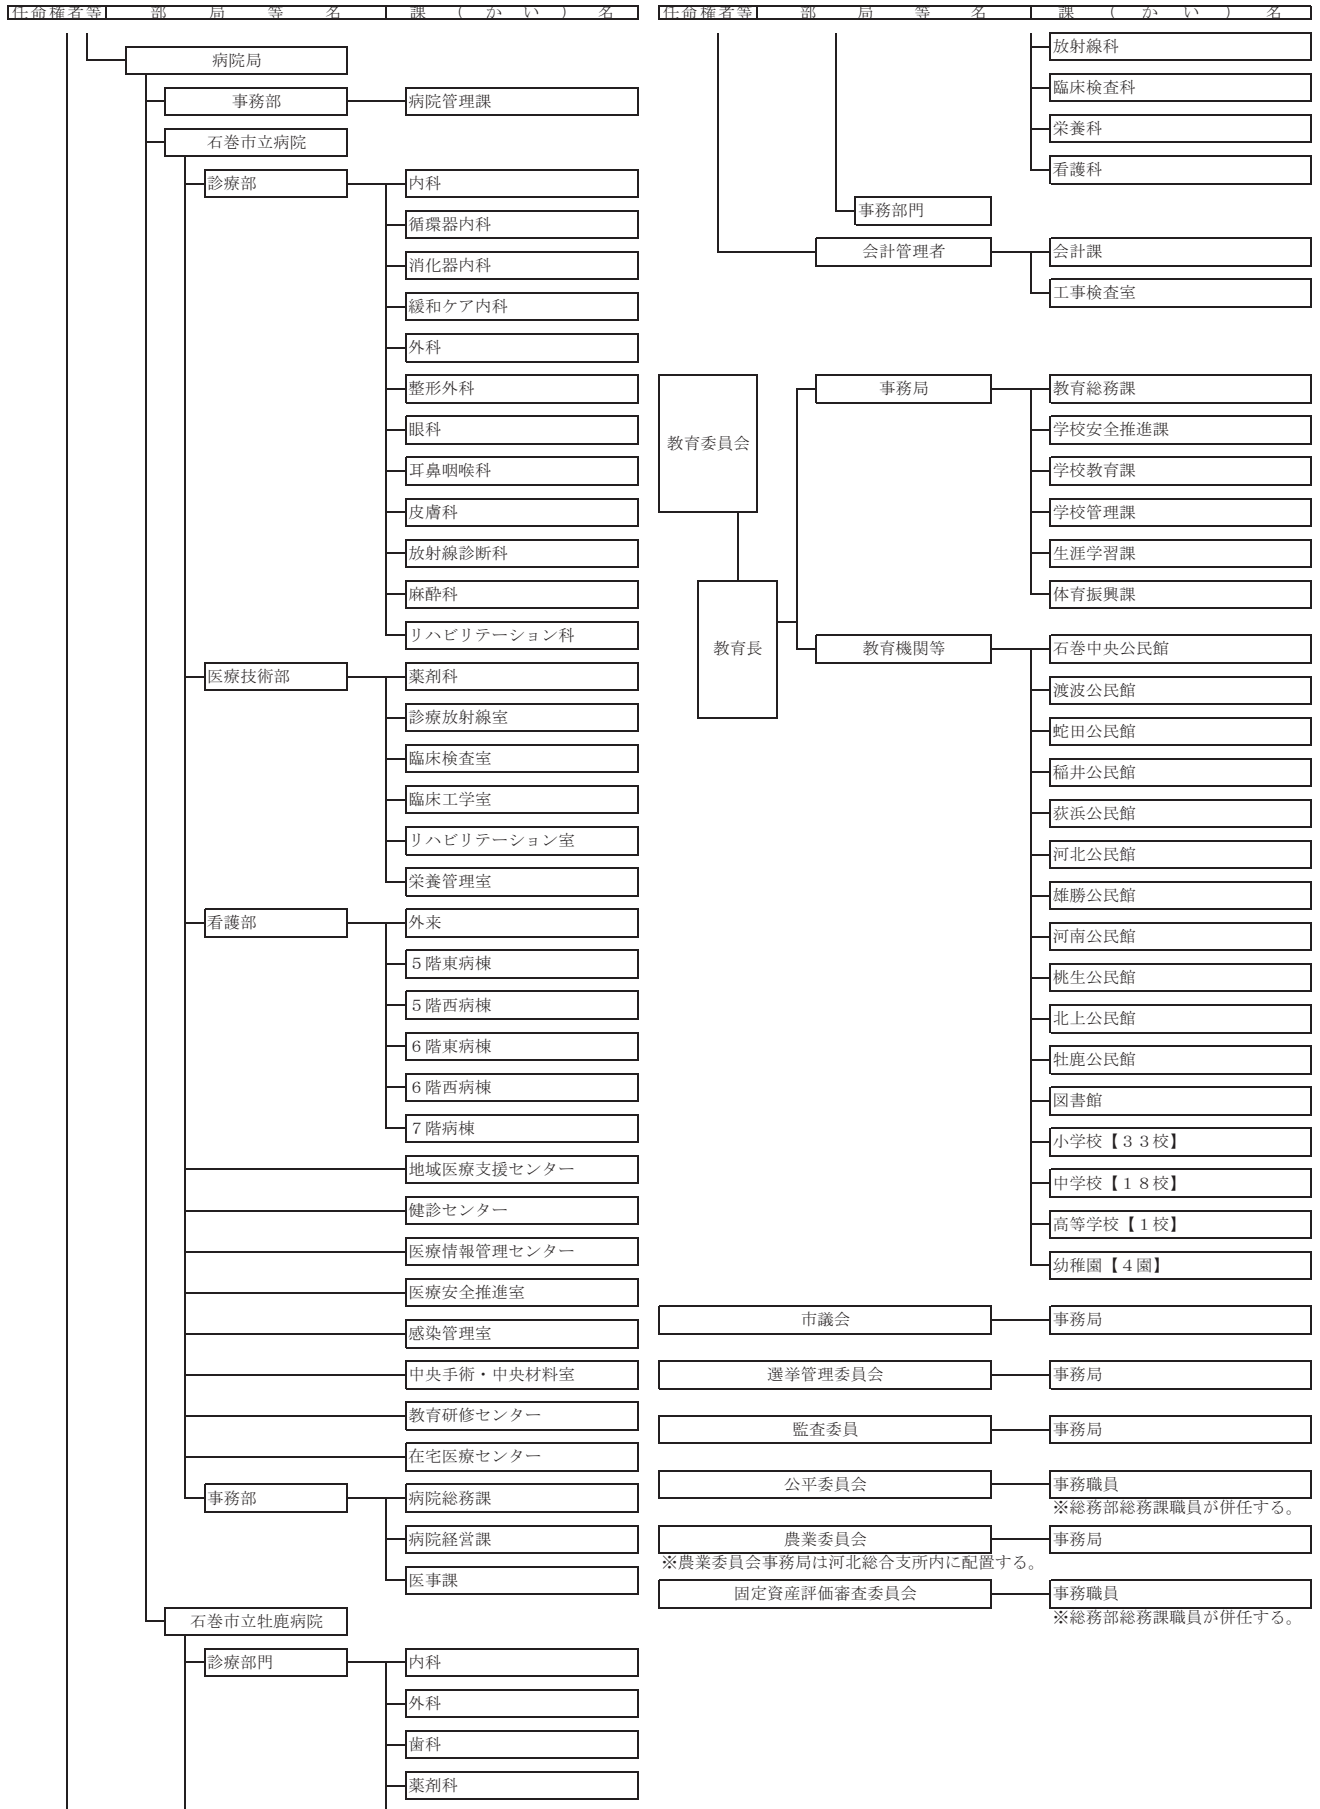 任命権者等 部局等名 課（かい）名
病院局
事務部 病院管理課
石巻市立病院
診療部 内科
循環器内科
消化器内科
緩和ケア内科
外科
整形外科
眼科
耳鼻咽喉科
皮膚科
放射線診断科
麻酔科
リハビリテーション科
医療技術部 薬剤科
診療放射線室
臨床検査室
臨床工学室
リハビリテーション室
栄養管理室
看護部 外来
５階東病棟
５階西病棟
６階東病棟
６階西病棟
７階病棟
地域医療支援センター
健診センター
医療情報管理センター
医療安全推進室
感染管理室
中央手術・中央材料室
教育研修センター
在宅医療センター
事務部 病院総務課
病院経営課
医事課
石巻市立牡鹿病院
診療部門 内科
外科
歯科
薬剤科
任命権者等 部局等名 課（かい）名
放射線科
臨床検査科
栄養科
看護科
事務部門
会計管理者 会計課
工事検査室
教育委員会
教育長
事務局 教育総務課
学校安全推進課
学校教育課
学校管理課
生涯学習課
体育振興課
教育機関等 石巻中央公民館
渡波公民館
蛇田公民館
稲井公民館
荻浜公民館
河北公民館
雄勝公民館
河南公民館
桃生公民館
北上公民館
牡鹿公民館
図書館
小学校【３３校】
中学校【１８校】
高等学校【１校】
幼稚園【４園】
市議会 事務局
選挙管理委員会 事務局
監査委員 事務局
公平委員会 事務職員
※総務部総務課職員が併任する。
農業委員会 事務局
※農業委員会事務局は河北総合支所内に配置する。
固定資産評価審査委員会 事務職員
※総務部総務課職員が併任する。